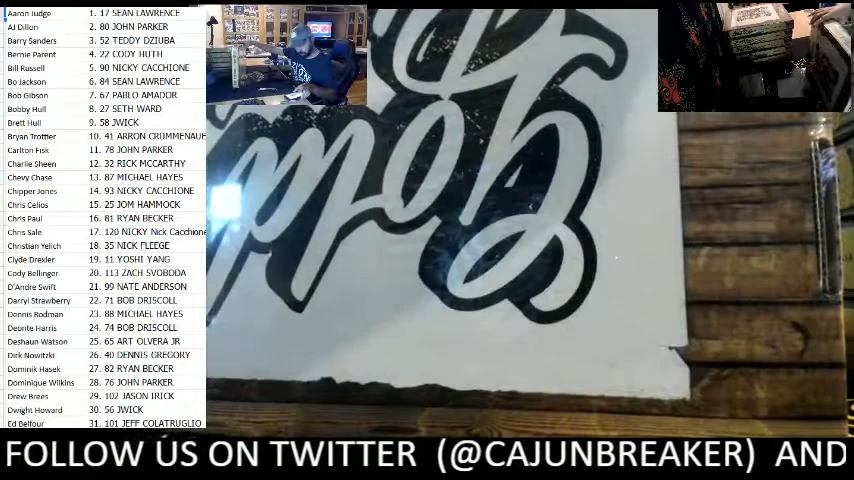 Aaron Judge 1. 17 SEAN LAWRENCE
AJ Dillon 2. 80 JOHN PARKER
Barry Sanders 3. 52 TEDDY DZIUBA
Bernie Parent 4. 22 CODY HUTH
Bill Russell 5. 90 NICKY CACCHIONE
Bo Jackson 6. 84 SEAN LAWRENCE
Bob Gibson 7. 67 PABLO AMADOR
Bobby Hull 8. 27 SETH WARD
Brett Hull 9. 58 JWICK
Bryan Trottier 10. 41 ARRON CRUMMENAUE
Carlton Fisk 11. 78 JOHN PARKER
Charlie Sheen 12. 32 RICK MCCARTHY
Chevy Chase 13. 87 MICHAEL HAYES
Chipper Jones 14. 93 NICKY CACCHIONE
Chris Celios 15. 25 JOM HAMMOCK
Chris Paul 16. 81 RYAN BECKER
Chris Sale 17. 120 NICKY Nick Cacchione
Christian Yelich 18. 35 NICK FLEEGE
Clyde Drexler 19. 11 YOSHI YANG
Cody Bellinger 20. 113 ZACH SVOBODA
D'Andre Swift 21. 99 NATE ANDERSON
Darryl Strawberry 22. 71 BOB DRISCOLL
Dennis Rodman 23. 88 MICHAEL HAYES
Deonte Harris 24. 74 BOB DRISCOLL
Deshaun Watson 25. 65 ART OLVERA JR
Dirk Nowitzki 26. 40 DENNIS GREGORY
Dominik Hasek 27. 82 RYAN BECKER
Dominique Wilkins 28. 76 JOHN PARKER
Drew Brees 29. 102 JASON IRICK
Dwight Howard 30. 56 JWICK
Ed Belfour 31. 101 JEFF COLATRUGLIO
FOLLOW US ON TWITTER (@CAJUNBREAKER) AND